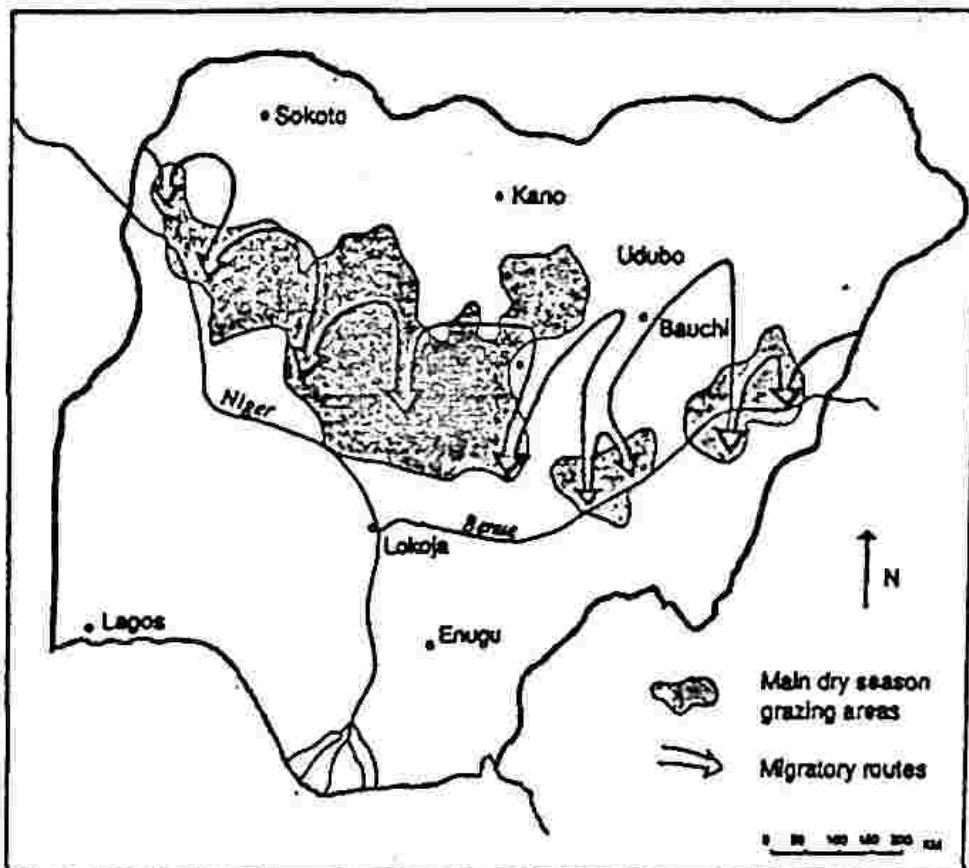 Sokoto
Kano
Udubo
Bauchi
Niger
Benue
Lokoja
Lagos
Enugu
N
Main dry season
grazing areas
Migratory routes
KM